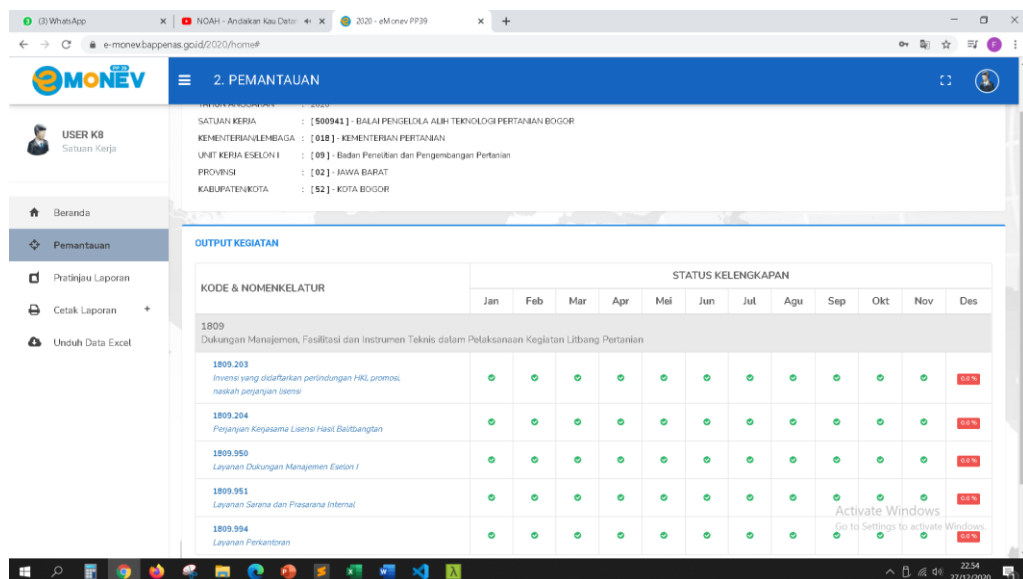 (3) WhatsApp
NOAH - Andaikan Kau Datan
2020 - eMonev PP39
e-monev.bappenas.go.id/2020/home#
F
eMONEV
2. PEMANTAUAN
USER K8
Satuan Kerja
Beranda
Pemantauan
Pratinjau Laporan
Cetak Laporan +
Unduh Data Excel
TAHUN ANGGARAN : 2020
SATUAN KERJA : [ 500941 ] - BALAI PENGELOLA ALIH TEKNOLOGI PERTANIAN BOGOR
KEMENTERIAN/LEMBAGA : [ 018 ] - KEMENTERIAN PERTANIAN
UNIT KERJA ESELON I : [ 09 ] - Badan Penelitian dan Pengembangan Pertanian
PROVINSI : [ 02 ] - JAWA BARAT
KABUPATEN/KOTA : [ 52 ] - KOTA BOGOR
OUTPUT KEGIATAN
KODE & NOMENKELATUR
STATUS KELENGKAPAN
Jan Feb Mar Apr Mei Jun Jul Agu Sep Okt Nov Des
1809
Dukungan Manajemen, Fasilitasi dan Instrumen Teknis dalam Pelaksanaan Kegiatan Litbang Pertanian
1809.203
Invensi yang didaftarkan perlindungan HKI, promosi,
naskah perjanjian lisensi
0.0 %
1809.204
Perjanjian Kerjasama Lisensi Hasil Balitbangtan
0.0 %
1809.950
Layanan Dukungan Manajemen Eselon I
0.0 %
1809.951
Layanan Sarana dan Prasarana Internal
0.0 %
1809.994
Layanan Perkantoran
0.0 %
Activate Windows
Go to Settings to activate Windows.
22.54
27/12/2020